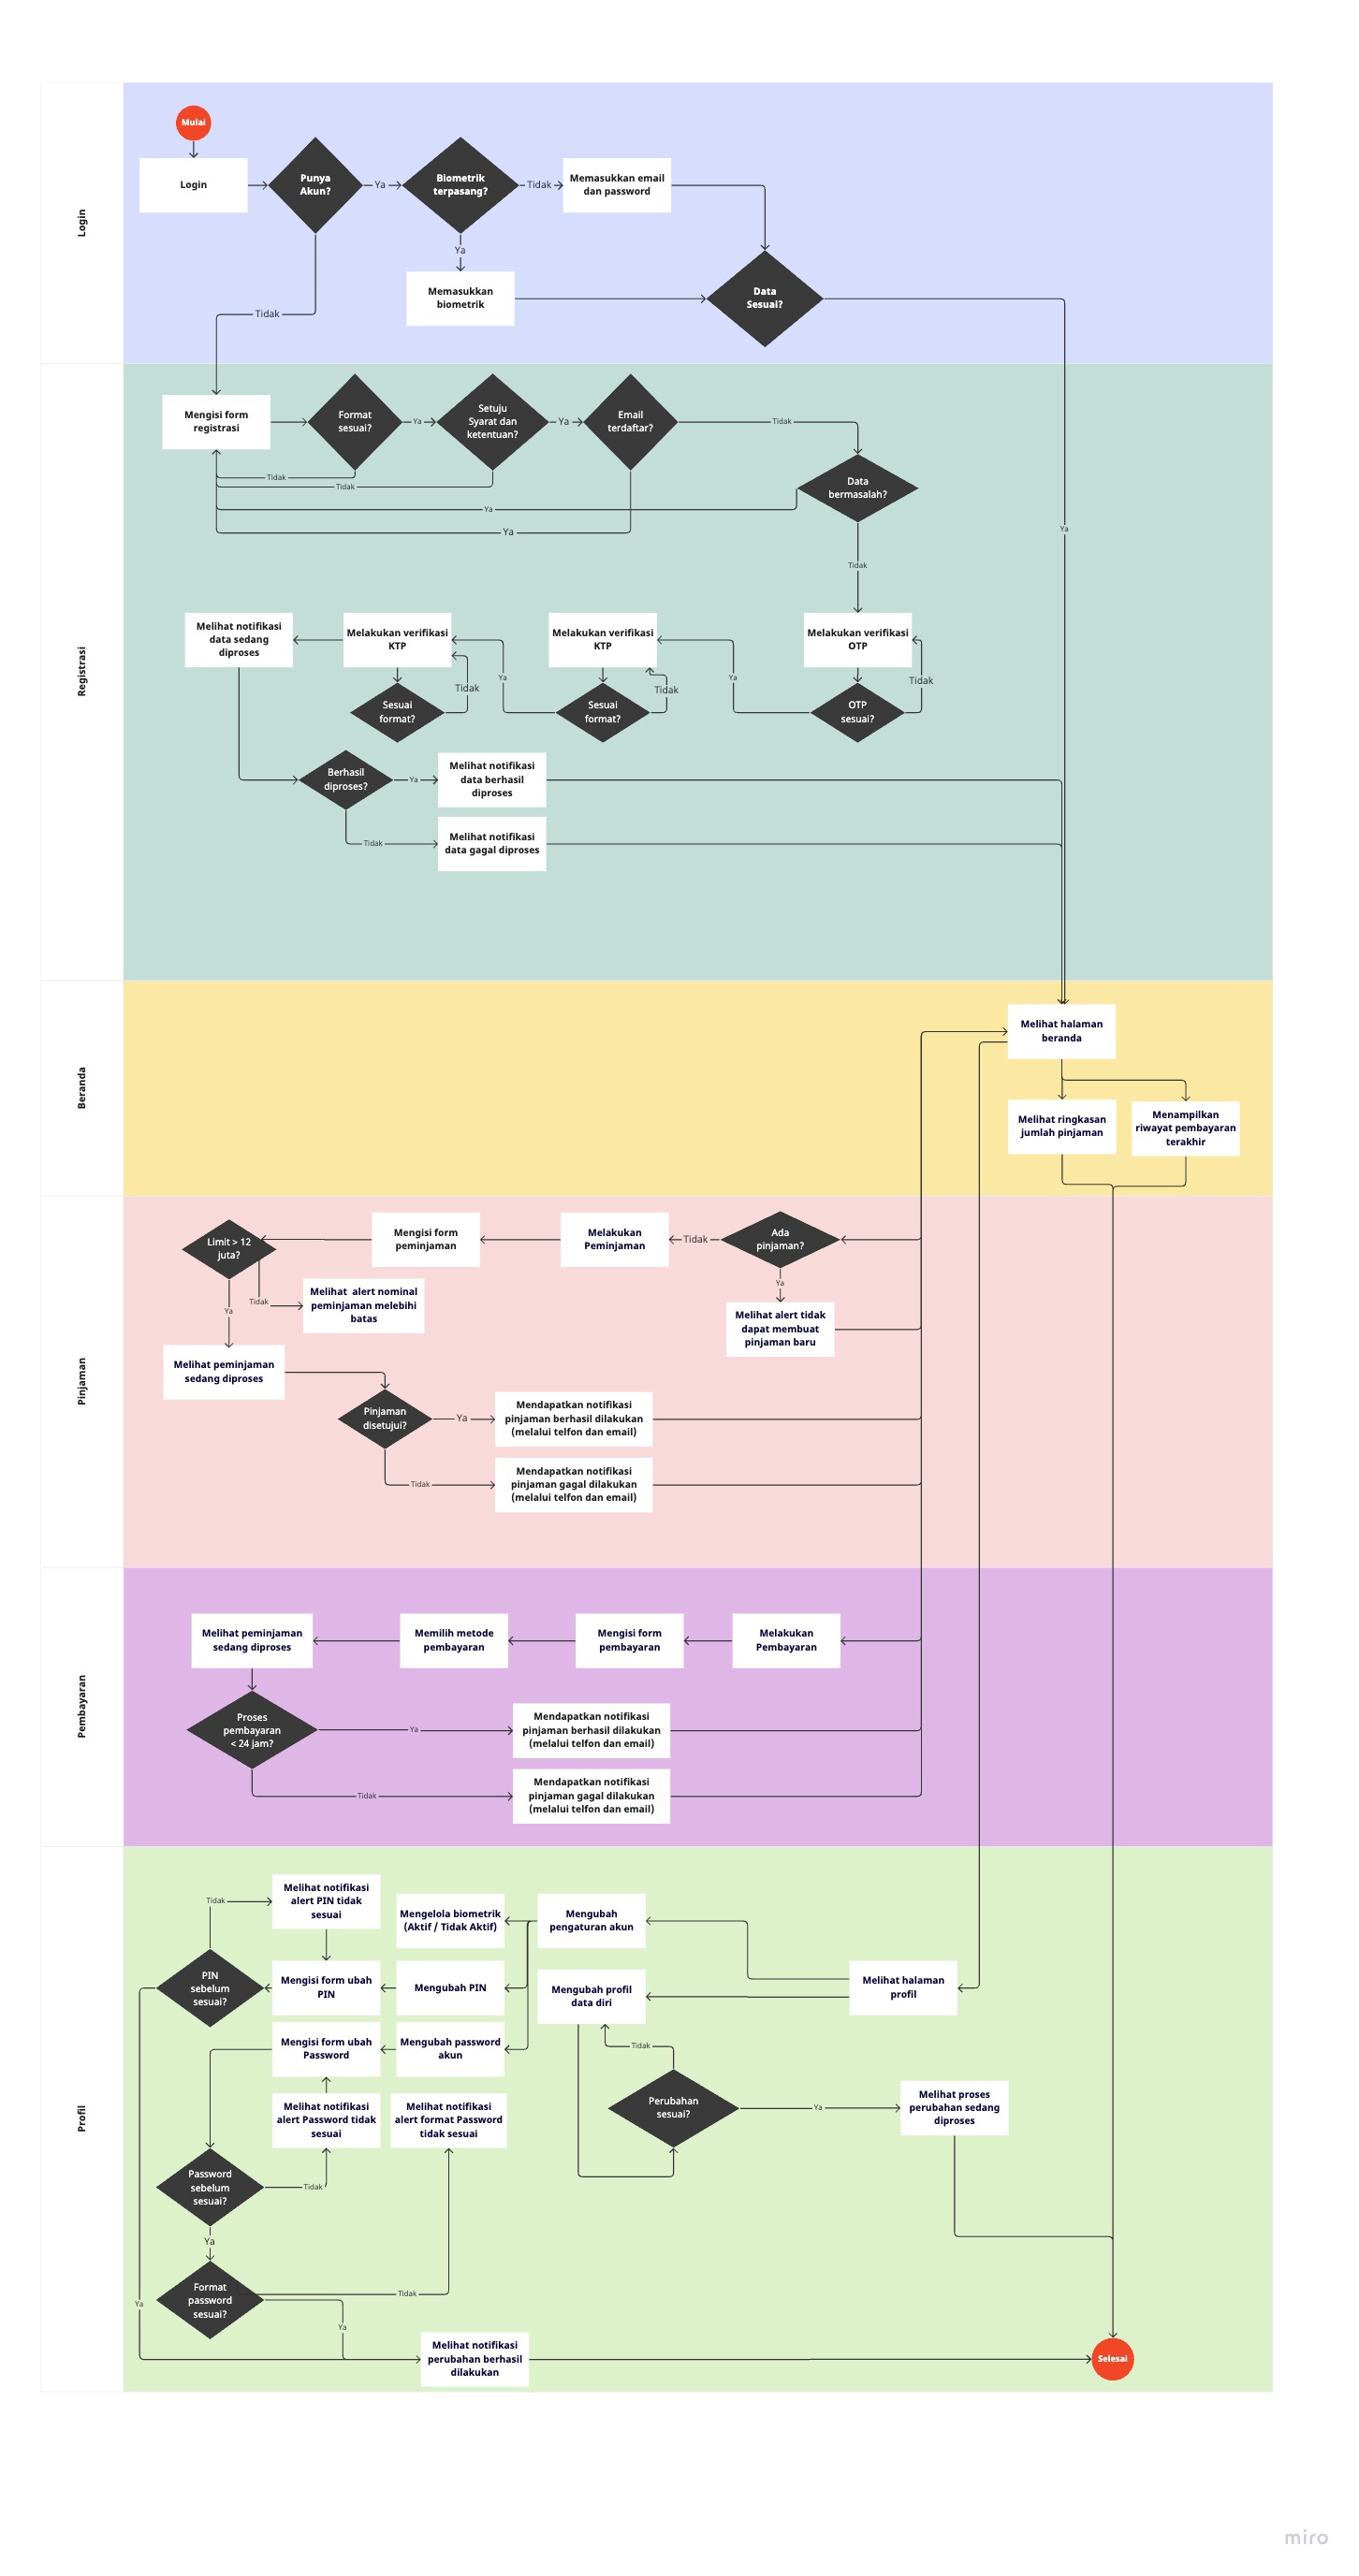 Login
Mulai
Login
Punya
Akun?
Ya
Biometrik
terpasang?
Tidak
Memasukkan email
dan password
Ya
Memasukkan
biometrik
Data
Sesuai?
Tidak
Ya
Registrasi
Mengisi form
registrasi
Format
sesuai?
Ya
Setuju
Syarat dan
ketentuan?
Ya
Email
terdaftar?
Tidak
Tidak
Tidak
Ya
Ya
Data
bermasalah?
Tidak
Melihat notifikasi
data sedang
diproses
Melakukan verifikasi
KTP
Melakukan verifikasi
KTP
Melakukan verifikasi
OTP
Tidak
Ya
Tidak
Ya
Tidak
Sesuai
format?
Sesuai
format?
OTP
sesuai?
Berhasil
diproses?
Ya
Melihat notifikasi
data berhasil
diproses
Tidak
Melihat notifikasi
data gagal diproses
Beranda
Melihat halaman
beranda
Melihat ringkasan
jumlah pinjaman
Menampilkan
riwayat pembayaran
terakhir
Pinjaman
Limit > 12
juta?
Mengisi form
peminjaman
Melakukan
Peminjaman
Tidak
Ada
pinjaman?
Ya
Tidak
Melihat  alert nominal
peminjaman melebihi
batas
Ya
Melihat alert tidak
dapat membuat
pinjaman baru
Melihat peminjaman
sedang diproses
Pinjaman
disetujui?
Ya
Mendapatkan notifikasi
pinjaman berhasil dilakukan
(melalui telfon dan email)
Tidak
Mendapatkan notifikasi
pinjaman gagal dilakukan
(melalui telfon dan email)
Pembayaran
Melihat peminjaman
sedang diproses
Memilih metode
pembayaran
Mengisi form
pembayaran
Melakukan
Pembayaran
Proses
pembayaran
< 24 jam?
Ya
Mendapatkan notifikasi
pinjaman berhasil dilakukan
(melalui telfon dan email)
Tidak
Mendapatkan notifikasi
pinjaman gagal dilakukan
(melalui telfon dan email)
Profil
Tidak
Melihat notifikasi
alert PIN tidak
sesuai
Mengelola biometrik
(Aktif / Tidak Aktif)
Mengubah
pengaturan akun
PIN
sebelum
sesuai?
Mengisi form ubah
PIN
Mengubah PIN
Mengubah profil
data diri
Melihat halaman
profil
Mengisi form ubah
Password
Mengubah password
akun
Tidak
Melihat notifikasi
alert Password tidak
sesuai
Melihat notifikasi
alert format Password
tidak sesuai
Perubahan
sesuai?
Ya
Melihat proses
perubahan sedang
diproses
Password
sebelum
sesuai?
Tidak
Ya
Format
password
sesuai?
Tidak
Ya
Ya
Melihat notifikasi
perubahan berhasil
dilakukan
Selesai
miro